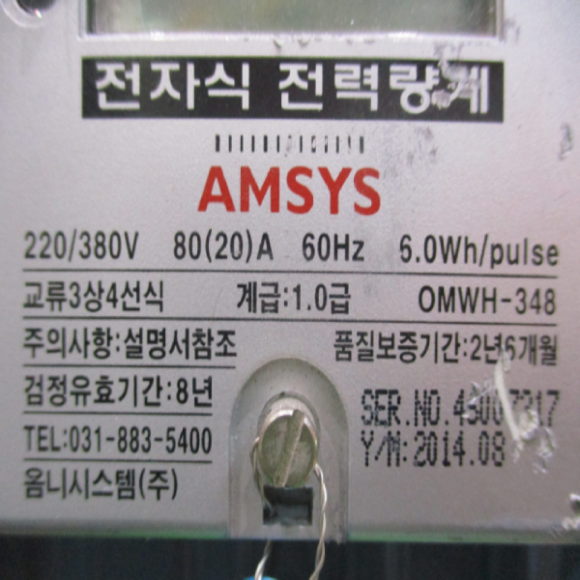 전자식 전력량계
AMSYS
220/380V 80(20)A 60Hz 6.0Wh/pulse
교류3상4선식 계급:1.0급 OMWH-348
주의사항:설명서참조 품질보증기간:2년6개월
검정유효기간:8년
SER.NO.
TEL:031-883-5400
Y/M:2014.08
옴니시스템(주)